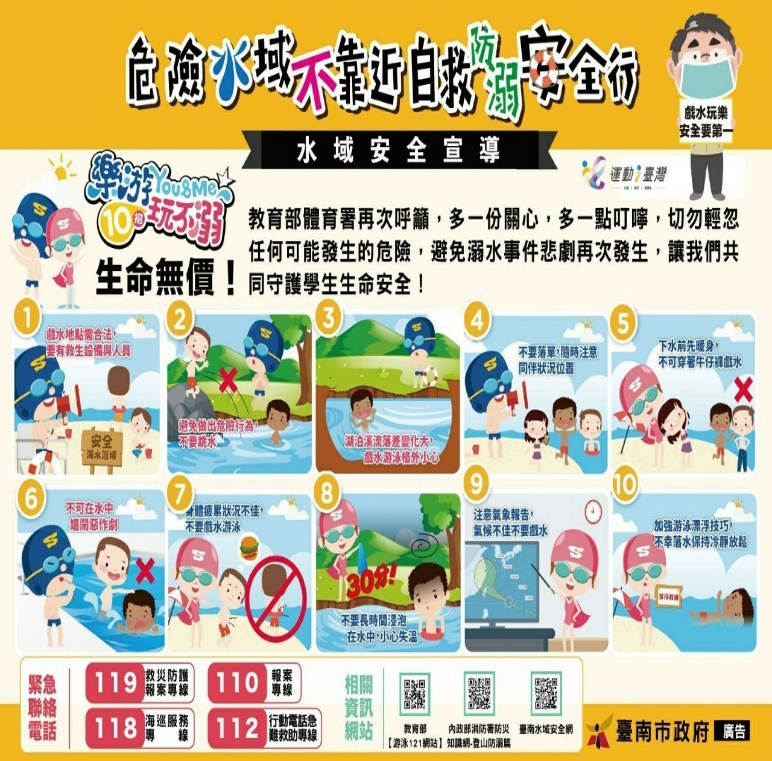 危險水域不靠近自救防溺安全行
戲水玩樂
安全要第一
水域安全宣導
運動i臺灣
樂游You&Me
10招玩不溺
生命無價！
教育部體育署再次呼籲，多一份關心，多一點叮嚀，切勿輕忽
任何可能發生的危險，避免溺水事件悲劇再次發生，讓我們共
同守護學生生命安全！
1
戲水地點需合法，
要有救生設備與人員
安全
海水浴場
2
避免做出危險行為，
不要跳水
3
湖泊溪流落差變化大，
戲水游泳格外小心
4
不要落單，隨時注意
同伴狀況位置
5
下水前先暖身，
不可穿著牛仔褲戲水
6
不可在水中
嬉鬧惡作劇
7
身體疲累狀況不佳，
不要戲水游泳
8
30分!
不要長時間浸泡
在水中，小心失溫
9
注意氣象報告，
氣候不佳不要戲水
10
加強游泳漂浮技巧，
不幸落水保持冷靜放鬆
緊急
聯絡
電話
119 救災防護
報案專線
110 報案
專線
118 海巡服務
專線
112 行動電話急
難救助專線
相關
資訊
網站
教育部
【游泳121網站】
內政部消防署防災
知識網-登山防溺篇
臺南水域安全網
臺南市政府 廣告